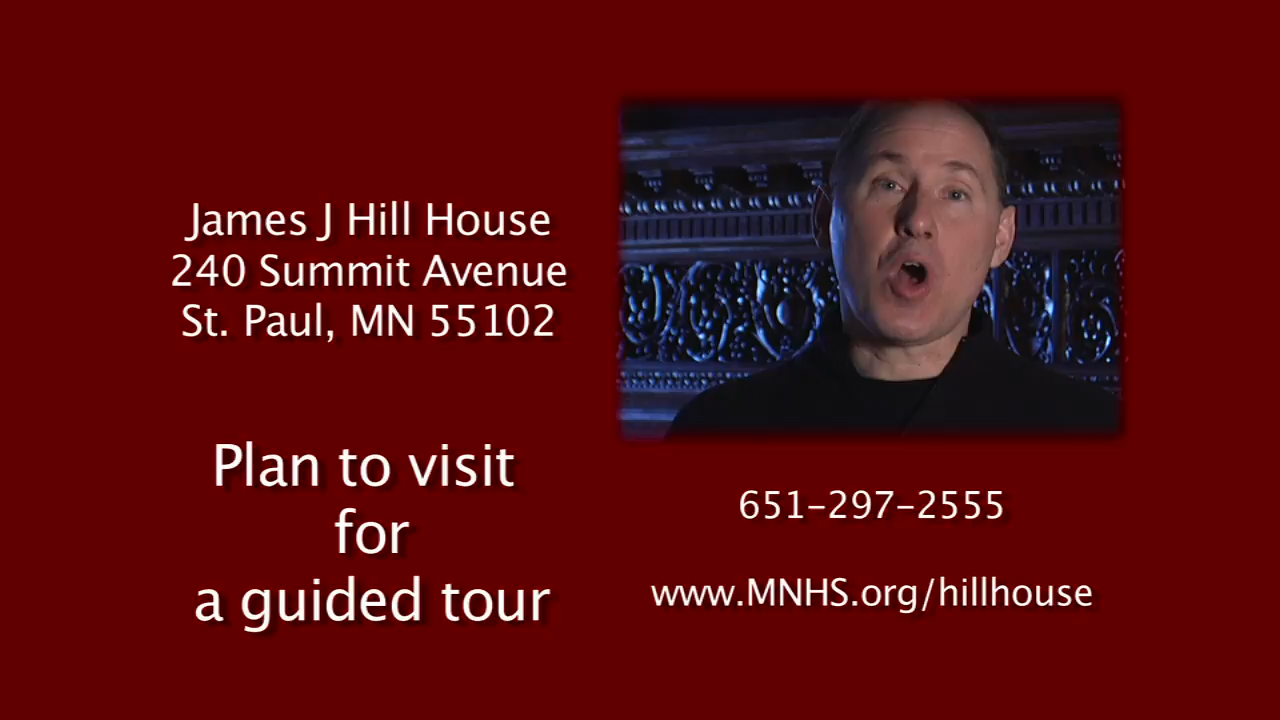 James J Hill House
240 Summit Avenue
St. Paul, MN 55102
Plan to visit
for
a guided tour
651-297-2555
www.MNHS.org/hillhouse